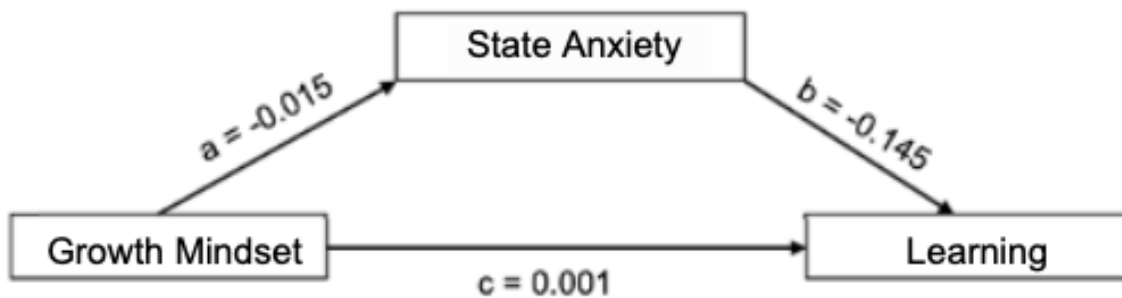 State Anxiety
a = -0.015
b = -0.145
Growth Mindset
Learning
c = 0.001